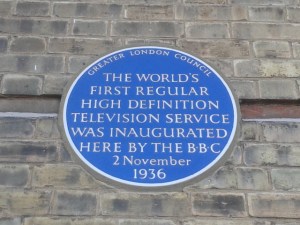 GREATER LONDON COUNCIL
THE WORLD'S
FIRST REGULAR
HIGH DEFINITION
TELEVISION SERVICE
WAS INAUGURATED
HERE BY THE BBC
2 November
1936